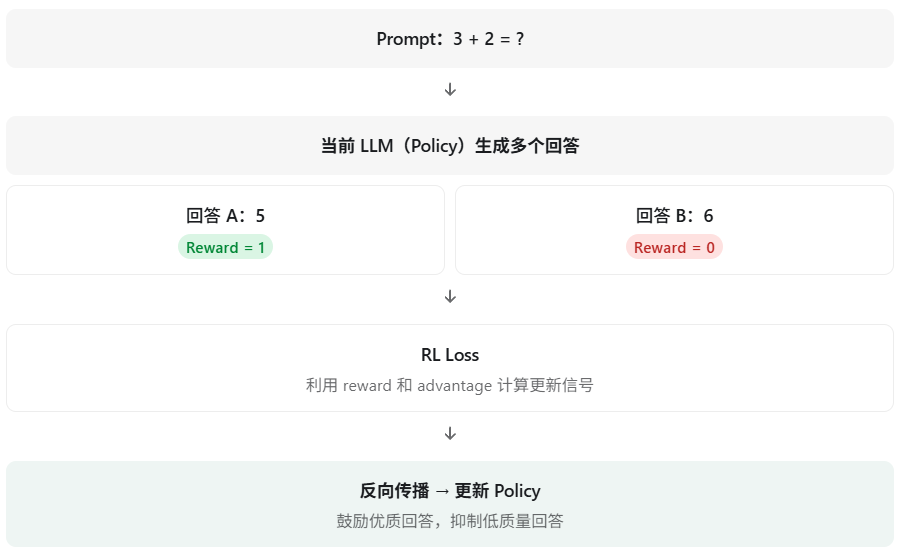 Prompt：3 + 2 = ?
↓
当前 LLM（Policy）生成多个回答
回答 A：5
Reward = 1
回答 B：6
Reward = 0
↓
RL Loss
利用 reward 和 advantage 计算更新信号
↓
反向传播 → 更新 Policy
鼓励优质回答，抑制低质量回答